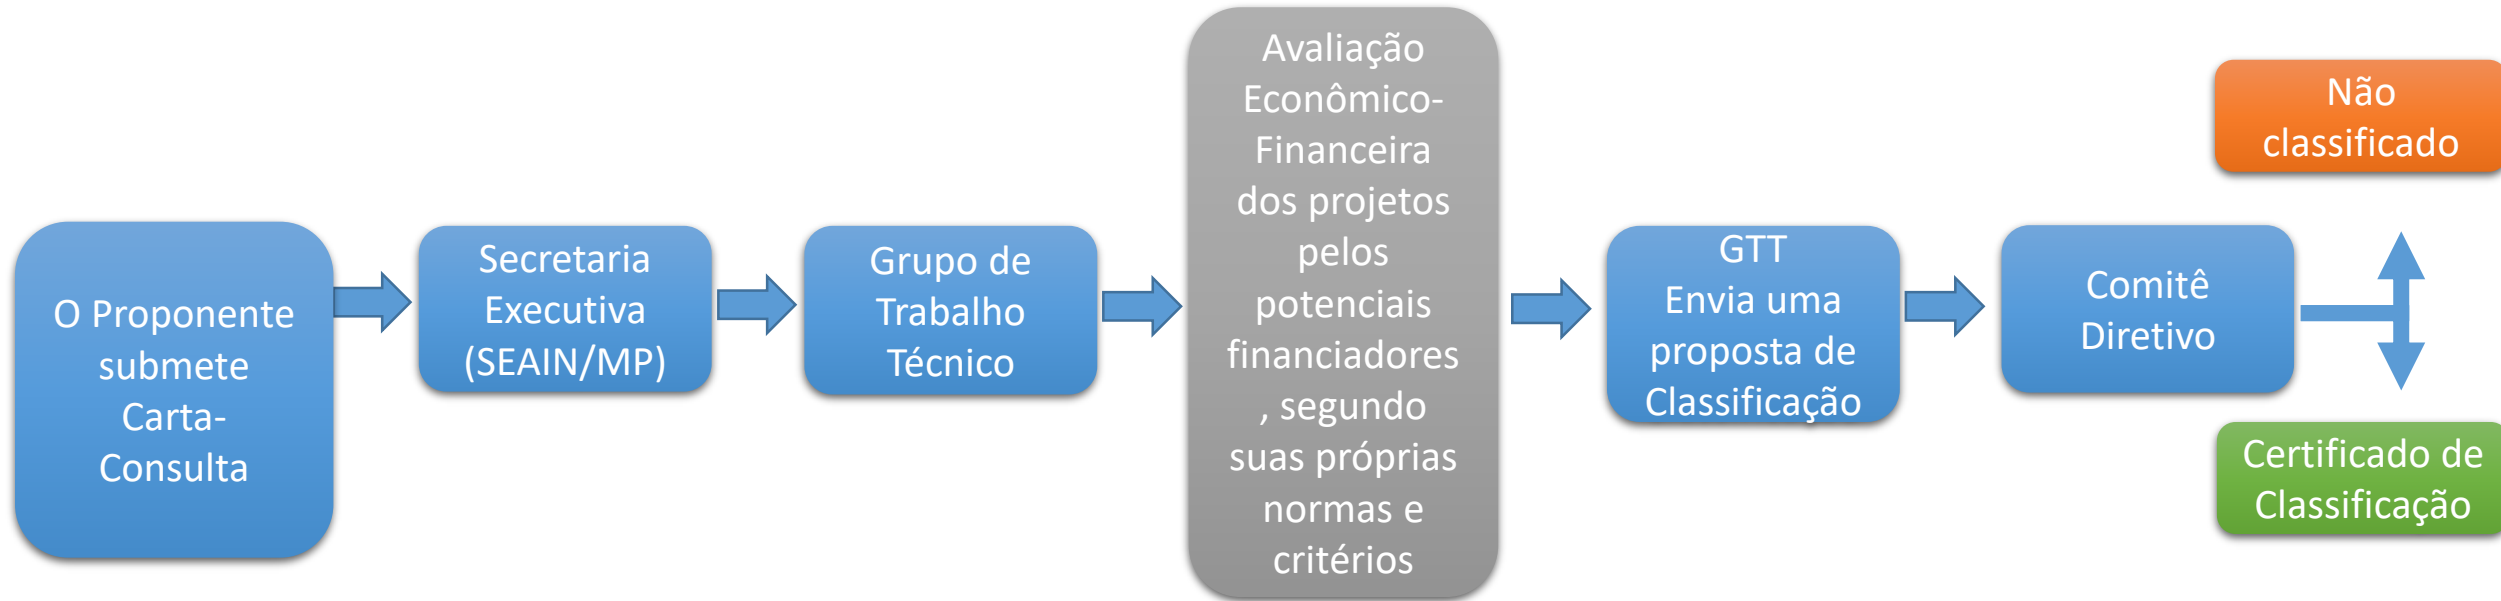 O Proponente
submete
Carta-
Consulta
Secretaria
Executiva
(SEAIN/MP)
Grupo de
Trabalho
Técnico
Avaliação
Econômico-
Financeira
dos projetos
pelos
potenciais
financiadores
, segundo
suas próprias
normas e
critérios
GTT
Envia uma
proposta de
Classificação
Comitê
Diretivo
Não
classificado
Certificado de
Classificação